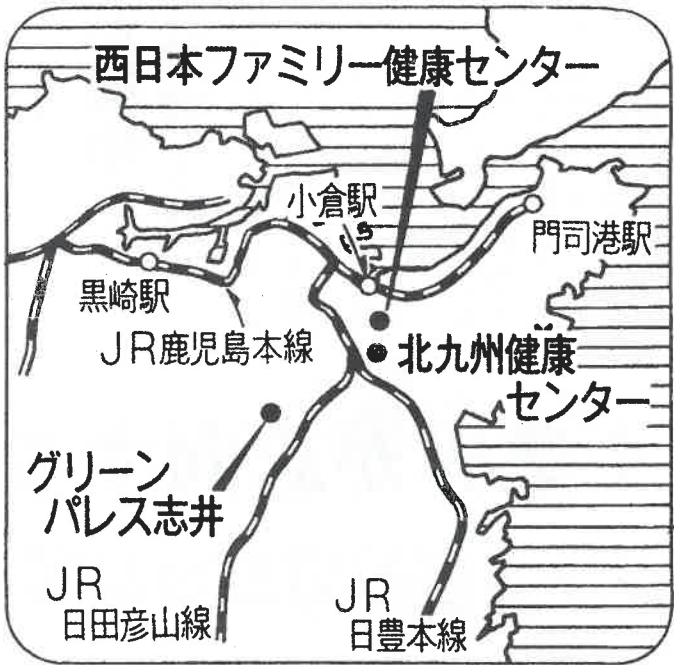 西日本ファミリー健康センター
小倉駅
門司港駅
黒崎駅
JR鹿児島本線
北九州健康
センター
グリーン
パレス志井
JR
日田彦山線
JR
日豊本線